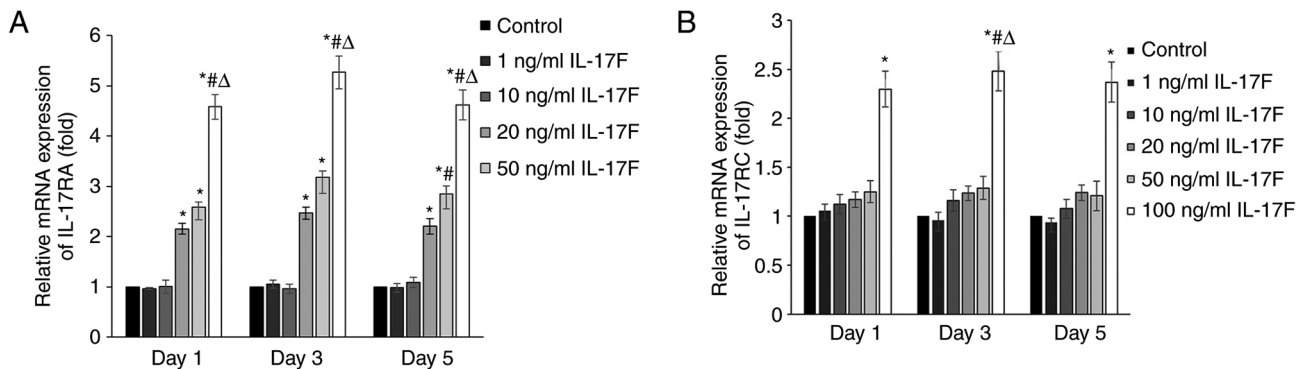 A
Relative mRNA expression
of IL-17RA (fold)
6
5
4
3
2
1
0
*#Δ
*#Δ
*#Δ
* *
* *
* *#
Day 1 Day 3 Day 5
Control
1 ng/ml IL-17F
10 ng/ml IL-17F
20 ng/ml IL-17F
50 ng/ml IL-17F
B
Relative mRNA expression
of IL-17RC (fold)
3
2.5
2
1.5
1
0.5
0
*
*#Δ
*
Day 1 Day 3 Day 5
Control
1 ng/ml IL-17F
10 ng/ml IL-17F
20 ng/ml IL-17F
50 ng/ml IL-17F
100 ng/ml IL-17F